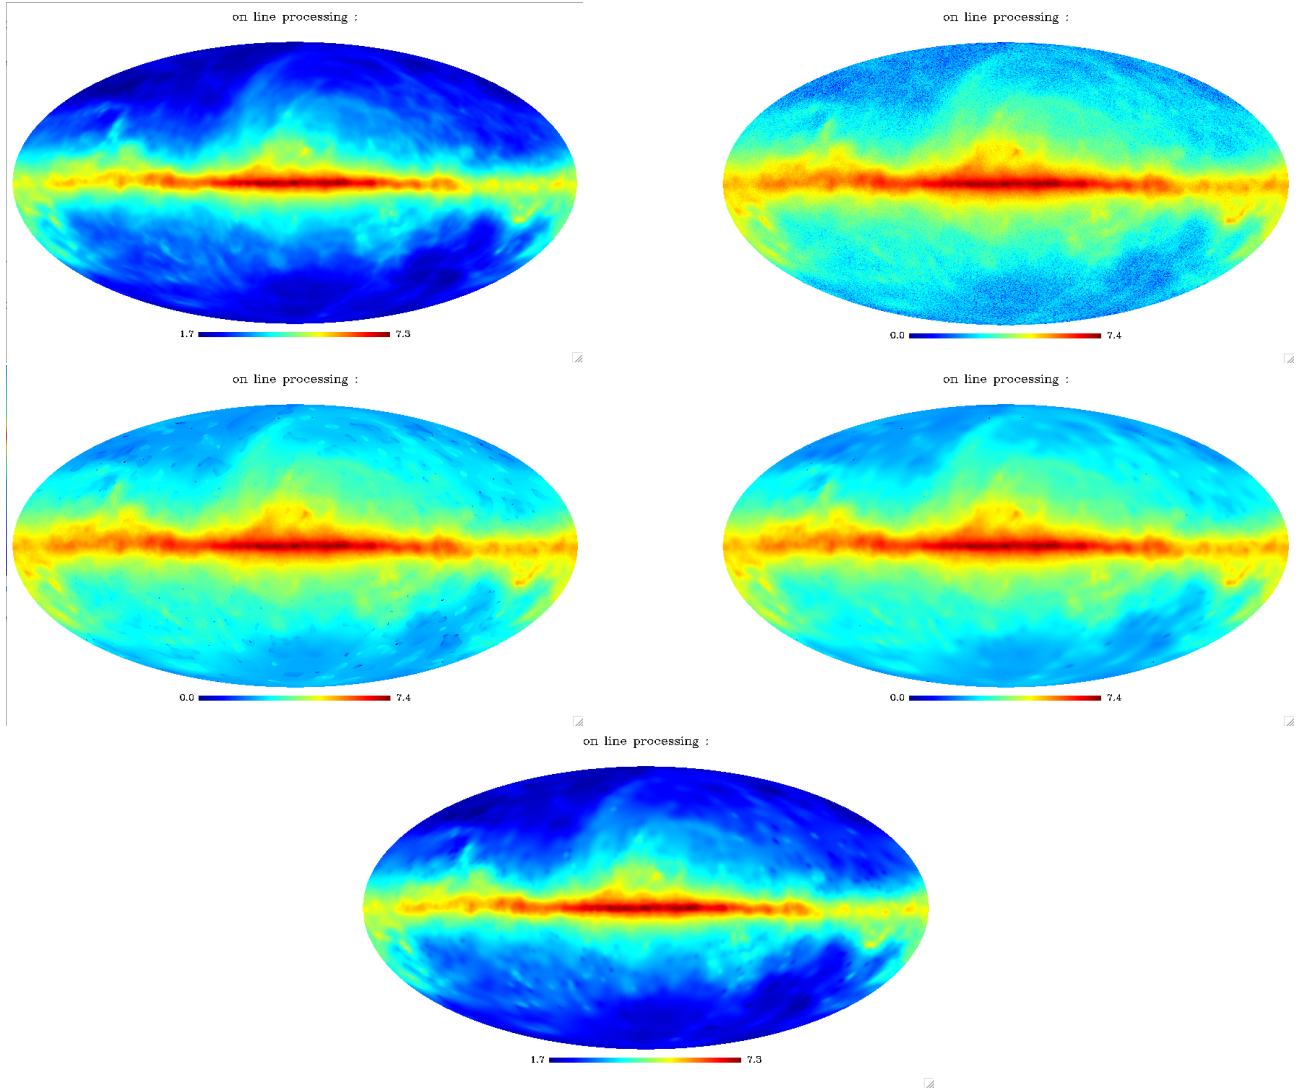 on line processing :
on line processing :
1.7 7.3
0.0 7.4
on line processing :
on line processing :
0.0 7.4
0.0 7.4
on line processing :
1.7 7.3